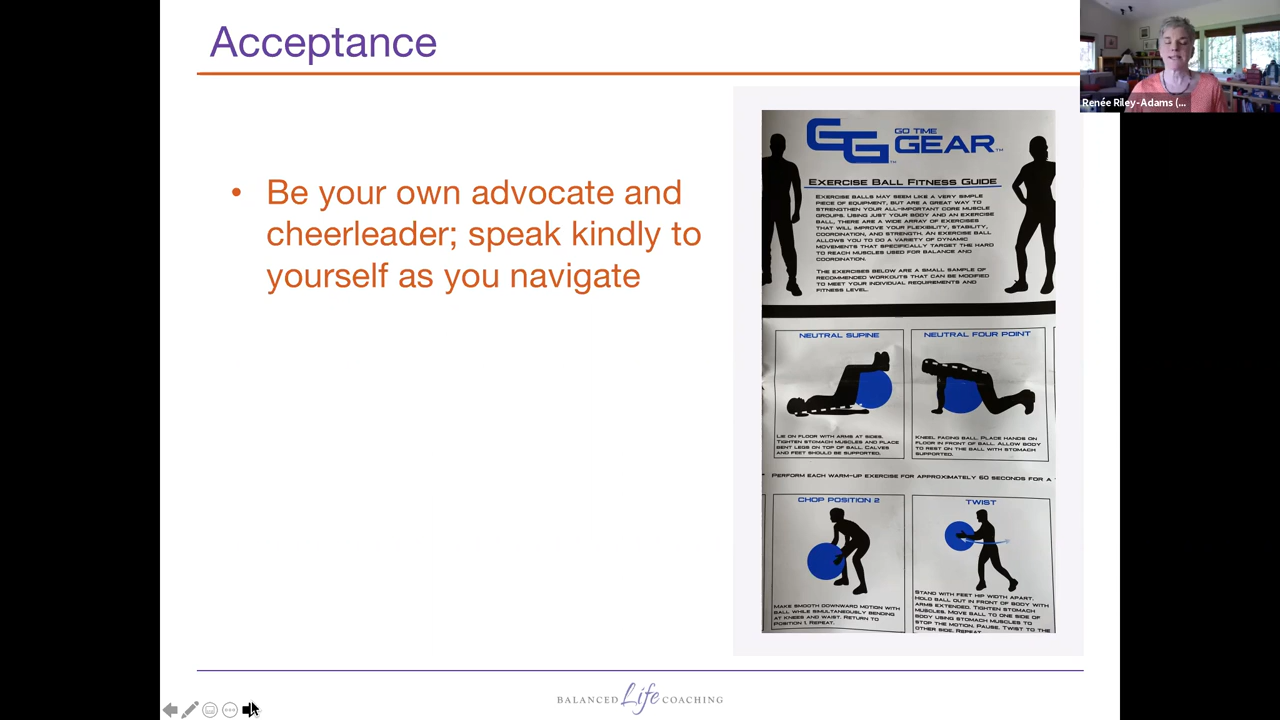 Acceptance
Renée Riley-Adams (...
• Be your own advocate and
cheerleader; speak kindly to
yourself as you navigate
GG GO TIME
GEAR™
EXERCISE BALL FITNESS GUIDE
EXERCISE BALLS MAY SEEM LIKE A VERY SIMPLE
PIECE OF EQUIPMENT, BUT ARE A GREAT WAY TO
STRENGTHEN YOUR ALL-IMPORTANT CORE MUSCLE
GROUPS. USING JUST YOUR BODY AND AN EXERCISE
BALL, THERE ARE A WIDE ARRAY OF EXERCISES
THAT WILL IMPROVE YOUR FLEXIBILITY, STABILITY,
COORDINATION, AND STRENGTH. AN EXERCISE BALL
ALLOWS YOU TO DO A VARIETY OF DYNAMIC
MOVEMENTS THAT SPECIFICALLY TARGET THE HARD
TO REACH MUSCLES USED FOR BALANCE AND
COORDINATION.
THE EXERCISES BELOW ARE A SMALL SAMPLE OF
RECOMMENDED WORKOUTS THAT CAN BE MODIFIED
TO MEET YOUR INDIVIDUAL REQUIREMENTS AND
FITNESS LEVEL.
NEUTRAL SUPINE
LIE ON FLOOR WITH ARMS AT SIDES.
TIGHTEN STOMACH MUSCLES AND PLACE
BENT LEGS ON TOP OF BALL. CALVES
AND FEET SHOULD BE SUPPORTED.
NEUTRAL FOUR POINT
KNEEL FACING BALL. PLACE HANDS ON
FLOOR IN FRONT OF BALL. ALLOW BODY
TO REST ON THE BALL WITH STOMACH
SUPPORTED.
PERFORM EACH WARM-UP EXERCISE FOR APPROXIMATELY 60 SECONDS FOR A
CHOP POSITION 2
MAKE SMOOTH DOWNWARD MOTION WITH
BALL WHILE SIMULTANEOUSLY BENDING
AT KNEES AND WAIST. RETURN TO
POSITION 1. REPEAT.
TWIST
STAND WITH FEET HIP WIDTH APART.
HOLD BALL OUT IN FRONT OF BODY WITH
ARMS EXTENDED. TIGHTEN STOMACH
MUSCLES. MOVE BALL TO ONE SIDE OF
BODY USING STOMACH MUSCLES TO
STOP THE MOTION. PAUSE. TWIST TO THE
OTHER SIDE. REPEAT.
BALANCED Life COACHING